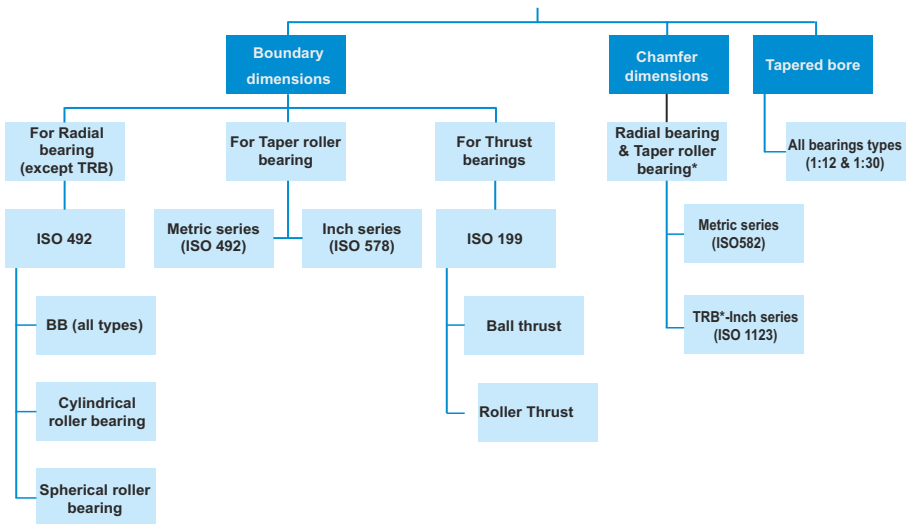 Boundary
dimensions
Chamfer
dimensions
Tapered bore
For Radial
bearing
(except TRB)
For Taper roller
bearing
For Thrust
bearings
Radial bearing
& Taper roller
bearing*
All bearings types
(1:12 & 1:30)
ISO 492
Metric series
(ISO 492)
Inch series
(ISO 578)
ISO 199
Metric series
(ISO582)
BB (all types)
Ball thrust
TRB*-Inch series
(ISO 1123)
Cylindrical
roller bearing
Roller Thrust
Spherical roller
bearing